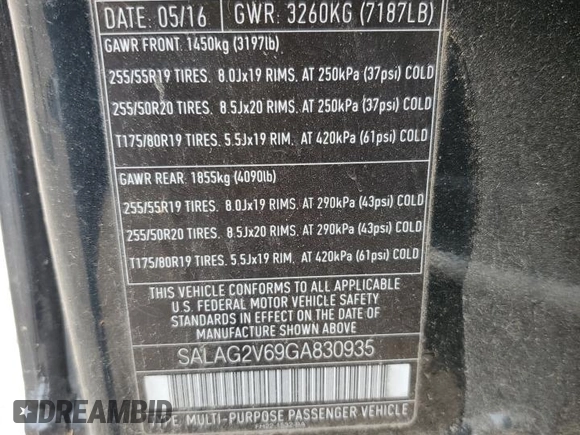 DATE: 05/16 GWR: 3260KG (7187LB)
GAWR FRONT: 1450kg (3197lb)
255/55R19 TIRES. 8.0Jx19 RIMS. AT 250kPa (37psi) COLD
255/50R20 TIRES. 8.5Jx20 RIMS. AT 250kPa (37psi) COLD
T175/80R19 TIRES. 5.5Jx19 RIM. AT 420kPa (61psi) COLD
GAWR REAR: 1855kg (4090lb)
255/55R19 TIRES. 8.0Jx19 RIMS. AT 290kPa (43psi) COLD
255/50R20 TIRES. 8.5Jx20 RIMS. AT 290kPa (43psi) COLD
T175/80R19 TIRES. 5.5Jx19 RIM. AT 420kPa (61psi) COLD
THIS VEHICLE CONFORMS TO ALL APPLICABLE
U.S. FEDERAL MOTOR VEHICLE SAFETY
STANDARDS IN EFFECT ON THE DATE OF
MANUFACTURE SHOWN ABOVE
SALAG2V69GA830935
MULTI-PURPOSE PASSENGER VEHICLE
DREAMBID